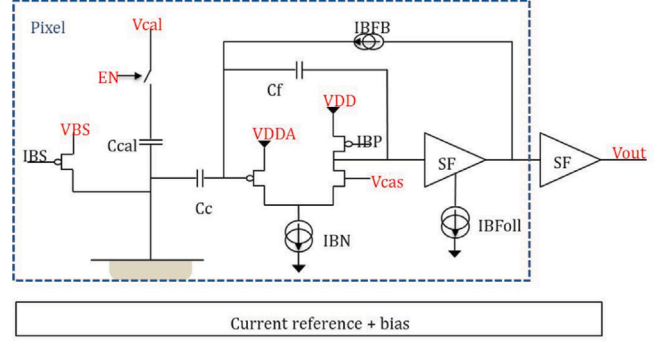 Pixel
Vcal
IBFB
EN
Cf
VDD
VBS
VDDA
IBS
Ccal
IBP
SF
SF
Vout
Vcas
Cc
IBN
IBFoll
Current reference + bias